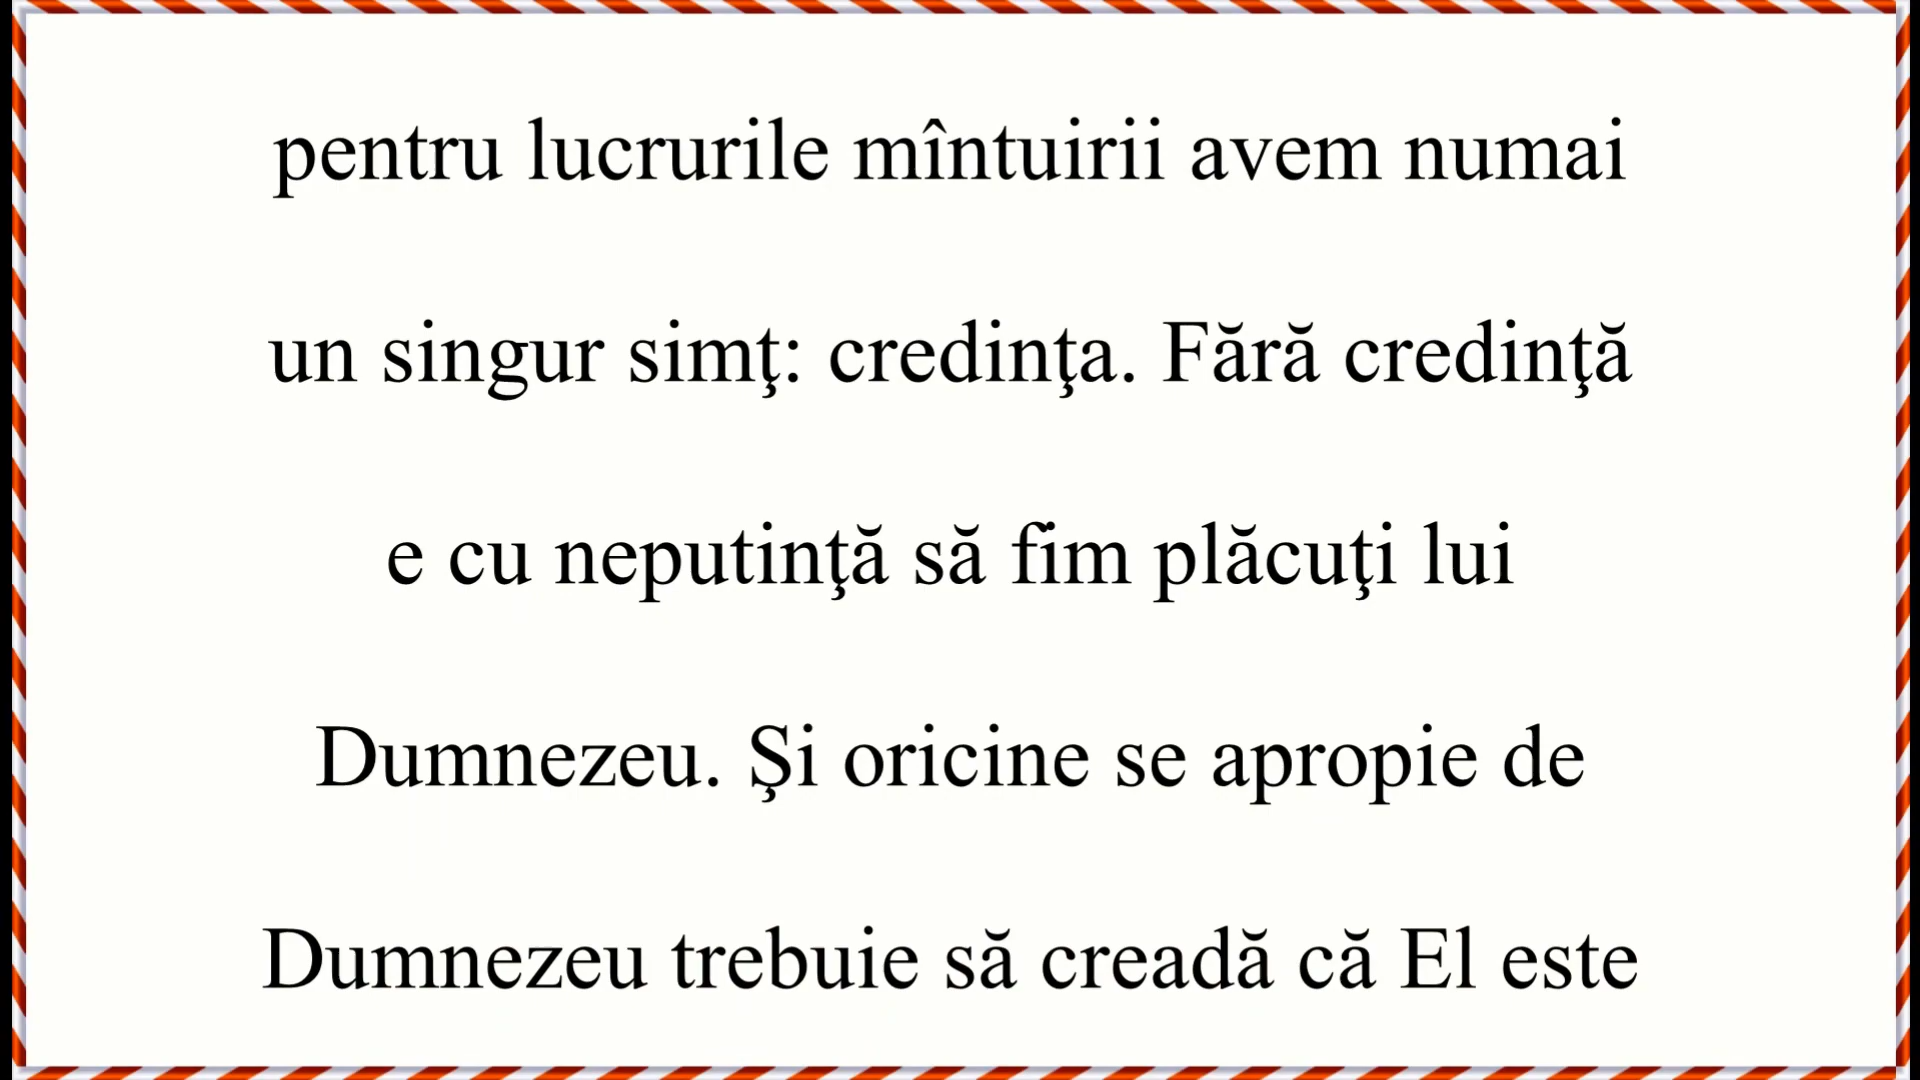 pentru lucrurile mîntuirii avem numai
un singur simţ: credinţa. Fără credinţă
e cu neputinţă să fim plăcuţi lui
Dumnezeu. Şi oricine se apropie de
Dumnezeu trebuie să creadă că El este